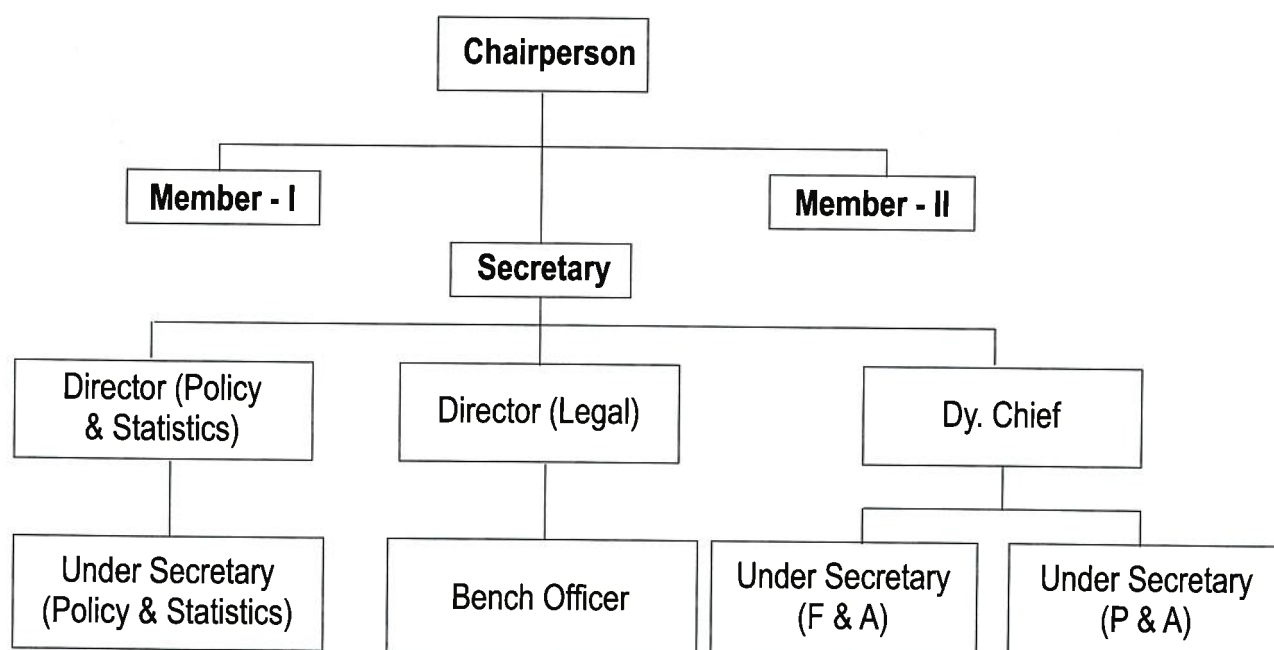 Chairperson
Member - I
Member - II
Secretary
Director (Policy
& Statistics)
Director (Legal)
Dy. Chief
Under Secretary
(Policy & Statistics)
Bench Officer
Under Secretary
(F & A)
Under Secretary
(P & A)